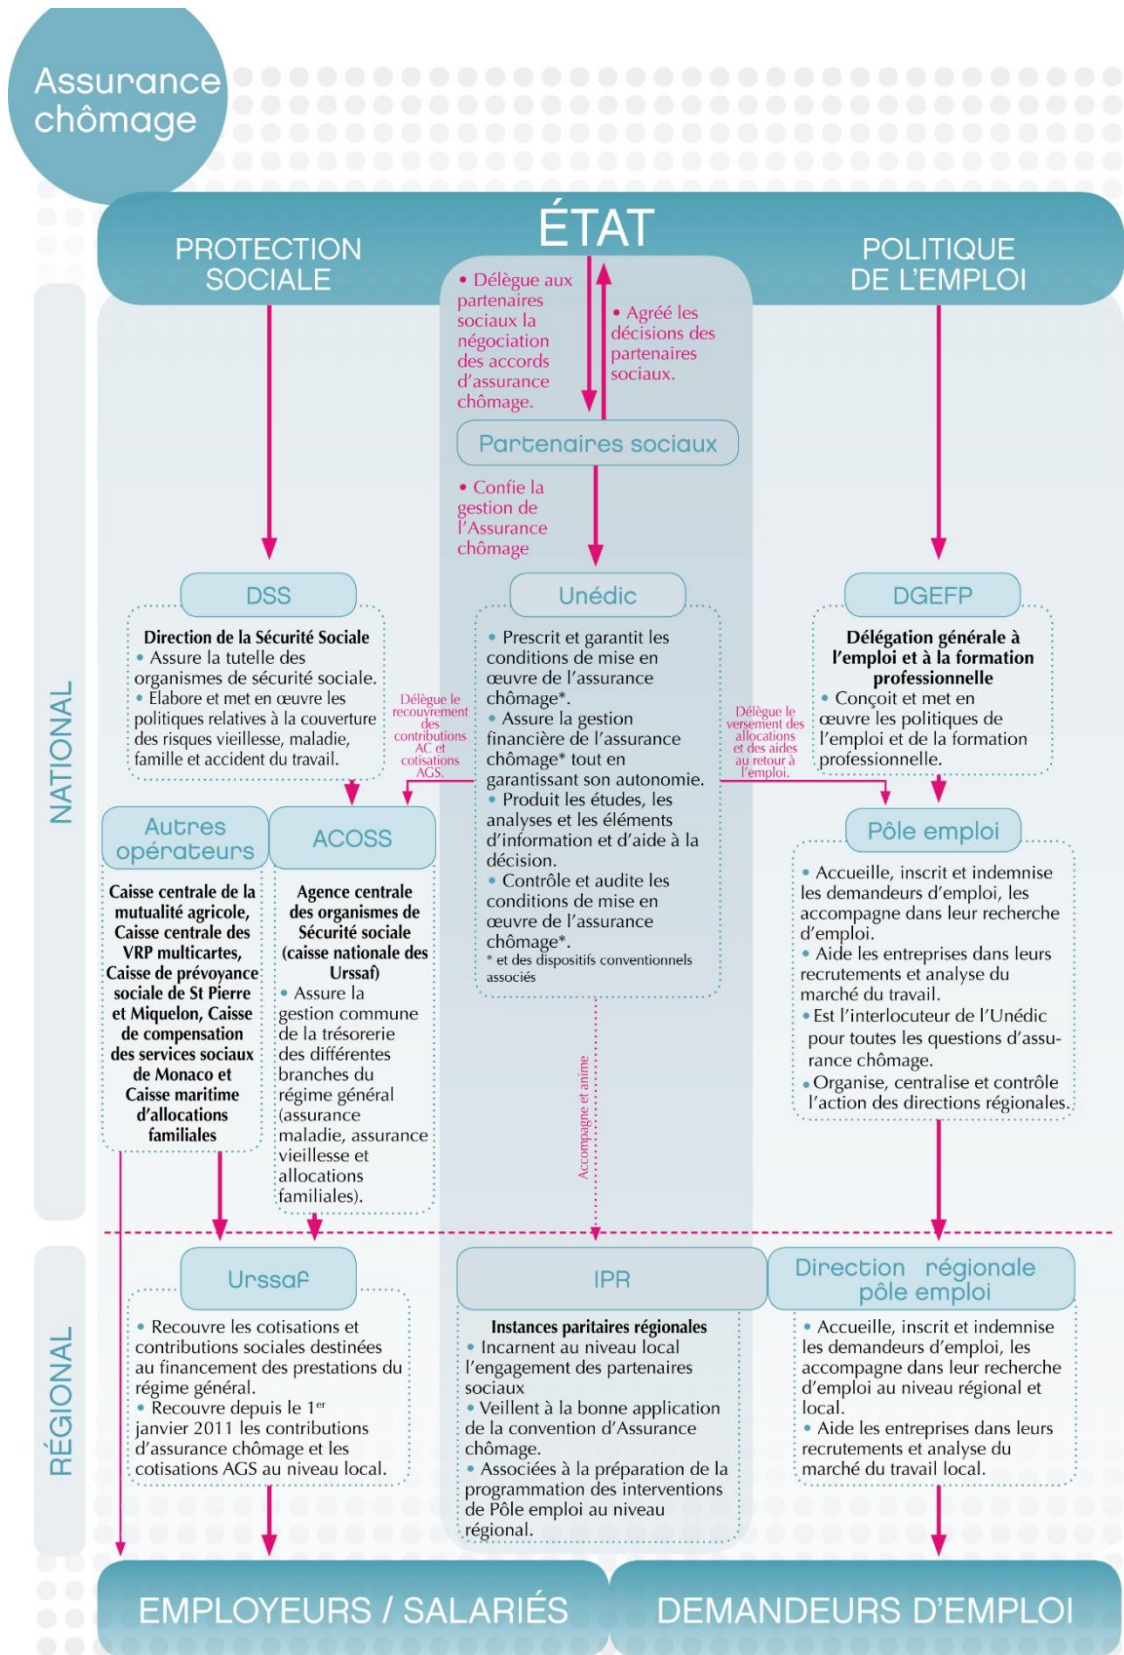 Assurance
chômage
ÉTAT
PROTECTION
SOCIALE
POLITIQUE
DE L'EMPLOI
• Délègue aux
partenaires
sociaux la
négociation
des accords
d'assurance
chômage.
• Agréé les
décisions des
partenaires
sociaux.
Partenaires sociaux
• Confie la
gestion de
l'Assurance
chômage
NATIONAL
DSS
Direction de la Sécurité Sociale
• Assure la tutelle des
organismes de sécurité sociale.
• Elabore et met en œuvre les
politiques relatives à la couverture
des risques vieillesse, maladie,
famille et accident du travail.
Délègue le
recouvrement
des
contributions
AC et
cotisations
AGS.
Unédic
• Prescrit et garantit les
conditions de mise en
œuvre de l'assurance
chômage*.
• Assure la gestion
financière de l'assurance
chômage* tout en
garantissant son autonomie.
• Produit les études, les
analyses et les éléments
d'information et d'aide à la
décision.
• Contrôle et audite les
conditions de mise en
œuvre de l'assurance
chômage*.
* et des dispositifs conventionnels
associés
Délègue le
versement des
allocations
et des aides
au retour à
l'emploi.
DGEFP
Délégation générale à
l'emploi et à la formation
professionnelle
• Conçoit et met en
œuvre les politiques de
l'emploi et de la formation
professionnelle.
Autres
opérateurs
Caisse centrale de la
mutualité agricole,
Caisse centrale des
VRP multicartes,
Caisse de prévoyance
sociale de St Pierre
et Miquelon, Caisse
de compensation
des services sociaux
de Monaco et
Caisse maritime
d'allocations
familiales
ACOSS
Agence centrale
des organismes de
Sécurité sociale
(caisse nationale des
Urssaf)
• Assure la
gestion commune
de la trésorerie
des différentes
branches du
régime général
(assurance
maladie, assurance
vieillesse et
allocations
familiales).
Accompagne et anime
Pôle emploi
• Accueille, inscrit et indemnise
les demandeurs d'emploi, les
accompagne dans leur recherche
d'emploi.
• Aide les entreprises dans leurs
recrutements et analyse du
marché du travail.
• Est l'interlocuteur de l'Unédic
pour toutes les questions d'assu-
rance chômage.
• Organise, centralise et contrôle
l'action des directions régionales.
RÉGIONAL
Urssaf
• Recouvre les cotisations et
contributions sociales destinées
au financement des prestations du
régime général.
• Recouvre depuis le 1er
janvier 2011 les contributions
d'assurance chômage et les
cotisations AGS au niveau local.
IPR
Instances paritaires régionales
• Incarnent au niveau local
l'engagement des partenaires
sociaux
• Veillent à la bonne application
de la convention d'Assurance
chômage.
• Associées à la préparation de la
programmation des interventions
de Pôle emploi au niveau
régional.
Direction régionale
pôle emploi
• Accueille, inscrit et indemnise
les demandeurs d'emploi, les
accompagne dans leur recherche
d'emploi au niveau régional et
local.
• Aide les entreprises dans leurs
recrutements et analyse du
marché du travail local.
EMPLOYEURS / SALARIÉS
DEMANDEURS D'EMPLOI